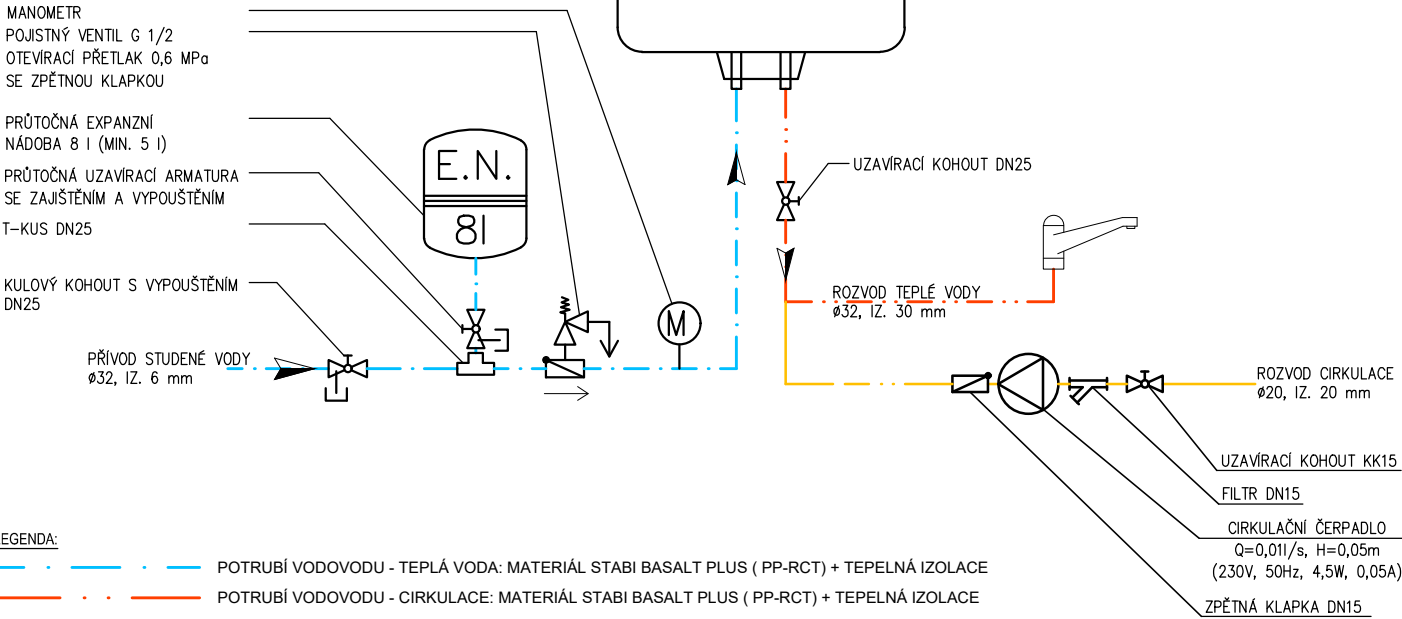 MANOMETR
POJISTNÝ VENTIL G 1/2
OTEVÍRACÍ PŘETLAK 0,6 MPa
SE ZPĚTNOU KLAPKOU
PRŮTOČNÁ EXPANZNÍ
NÁDOBA 8 l (MIN. 5 l)
PRŮTOČNÁ UZAVÍRACÍ ARMATURA
SE ZAJIŠTĚNÍM A VYPOUŠTĚNÍM
T-KUS DN25
KULOVÝ KOHOUT S VYPOUŠTĚNÍM
DN25
E.N.
8l
PŘÍVOD STUDENÉ VODY
ø32, IZ. 6 mm
M
UZAVÍRACÍ KOHOUT DN25
ROZVOD TEPLÉ VODY
ø32, IZ. 30 mm
ROZVOD CIRKULACE
ø20, IZ. 20 mm
UZAVÍRACÍ KOHOUT KK15
FILTR DN15
CIRKULAČNÍ ČERPADLO
Q=0,01l/s, H=0,05m
(230V, 50Hz, 4,5W, 0,05A)
ZPĚTNÁ KLAPKA DN15
EGENDA:
POTRUBÍ VODOVODU - TEPLÁ VODA: MATERIÁL STABI BASALT PLUS ( PP-RCT) + TEPELNÁ IZOLACE
POTRUBÍ VODOVODU - CIRKULACE: MATERIÁL STABI BASALT PLUS ( PP-RCT) + TEPELNÁ IZOLACE